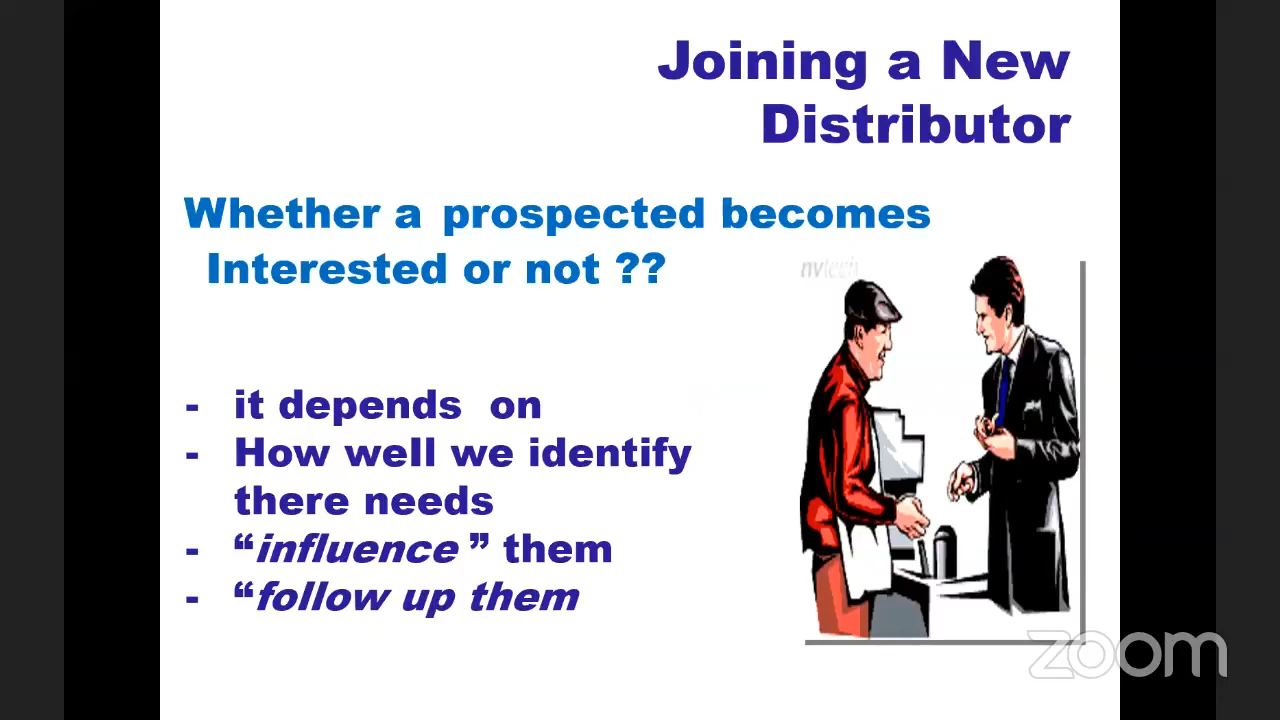 Joining a New
Distributor
Whether a prospected becomes
Interested or not ??
nvtech
- it depends on
- How well we identify
there needs
- “influence ” them
- “follow up them
zoom